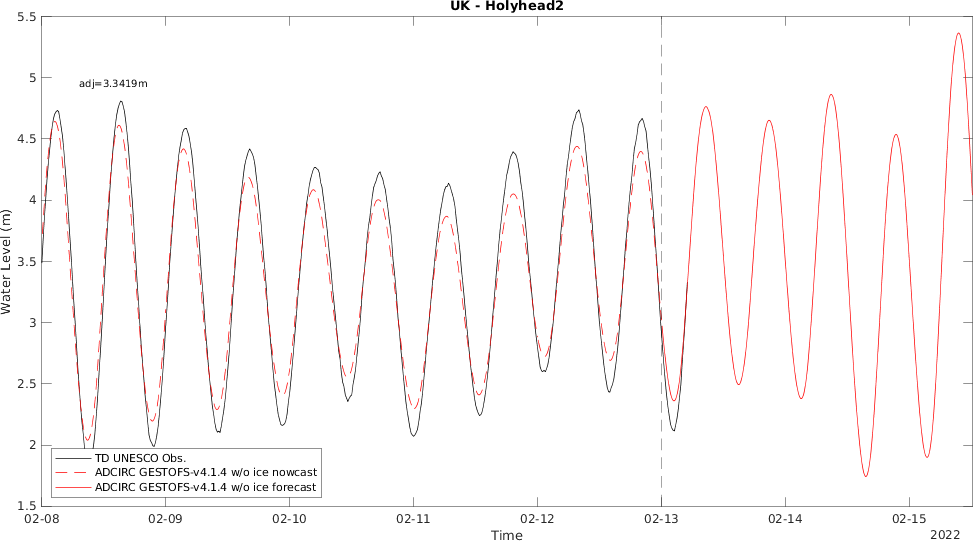 UK - Holyhead2
5.5
5
4.5
4
3.5
3
2.5
2
1.5
Water Level (m)
adj=3.3419m
TD UNESCO Obs.
ADCIRC GESTOFS-v4.1.4 w/o ice nowcast
ADCIRC GESTOFS-v4.1.4 w/o ice forecast
02-08 02-09 02-10 02-11 02-12 02-13 02-14 02-15
Time
2022